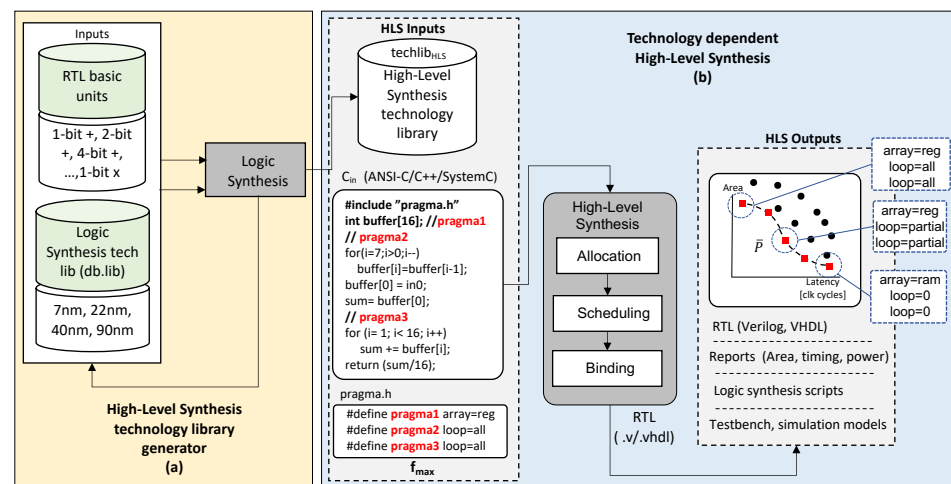 Inputs
RTL basic
units
1-bit +, 2-bit
+, 4-bit +,
...,1-bit x
Logic
Synthesis tech
lib (db.lib)
7nm, 22nm,
40nm, 90nm
Logic
Synthesis
High-Level Synthesis
technology library
generator
(a)
HLS Inputs
techlibHLS
High-Level
Synthesis
technology
library
Cin (ANSI-C/C++/SystemC)
#include "pragma.h"
int buffer[16]; //pragma1
// pragma2
for(i=7;i>0;i--)
buffer[i]=buffer[i-1];
buffer[0] = in0;
sum= buffer[0];
// pragma3
for (i= 1; i< 16; i++)
sum += buffer[i];
return (sum/16);
pragma.h
#define pragma1 array=reg
#define pragma2 loop=all
#define pragma3 loop=all
fmax
Technology dependent
High-Level Synthesis
(b)
High-Level
Synthesis
Allocation
Scheduling
Binding
RTL
( .v/.vhdl)
HLS Outputs
Area
P̄
Latency
[clk cycles]
array=reg
loop=all
loop=all
array=reg
loop=partial
loop=partial
array=ram
loop=0
loop=0
RTL (Verilog, VHDL)
Reports (Area, timing, power)
Logic synthesis scripts
Testbench, simulation models